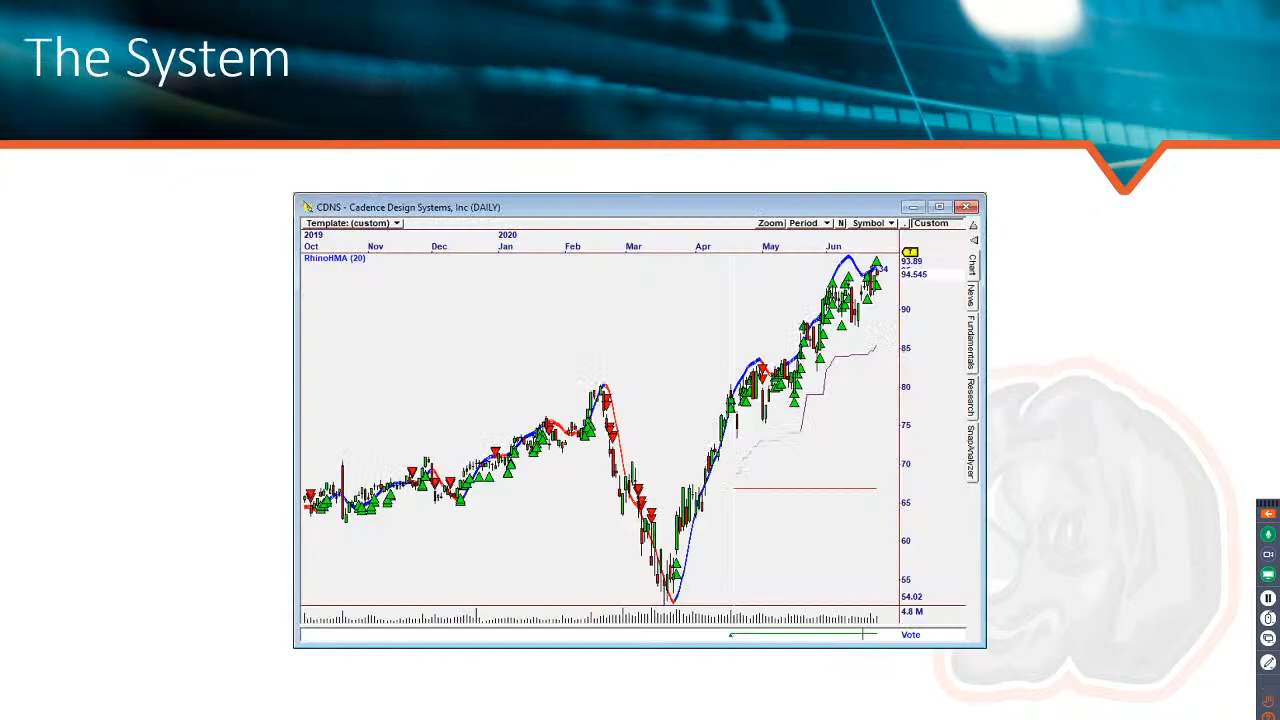 The System
CDNS - Cadence Design Systems, Inc (DAILY)
Template: (custom) Zoom Period N Symbol . Custom
2019 2020
Oct Nov Dec Jan Feb Mar Apr May Jun
RhinoHMA (20)
93.89
94.545
90
85
80
75
70
65
60
55
54.02
4.8 M
Vote
Chart
News
Fundamentals
Research
SnapAnalyzer